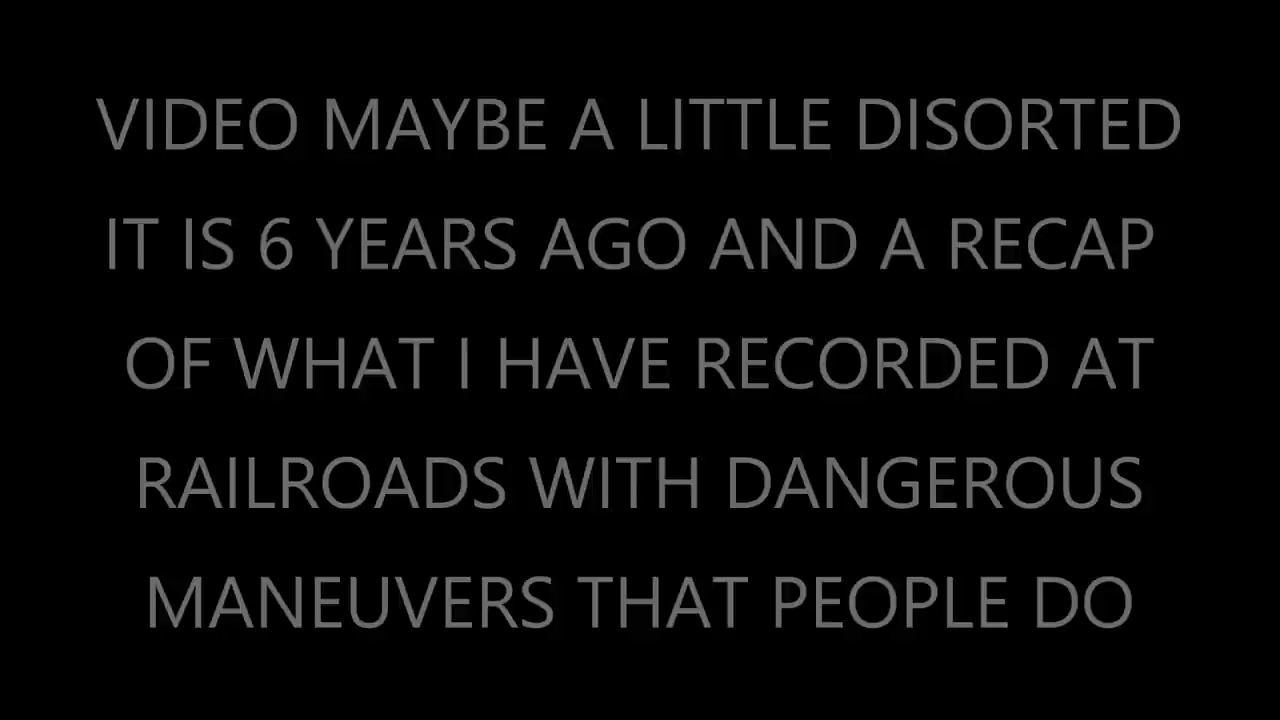 VIDEO MAYBE A LITTLE DISORTED
IT IS 6 YEARS AGO AND A RECAP
OF WHAT I HAVE RECORDED AT
RAILROADS WITH DANGEROUS
MANEUVERS THAT PEOPLE DO